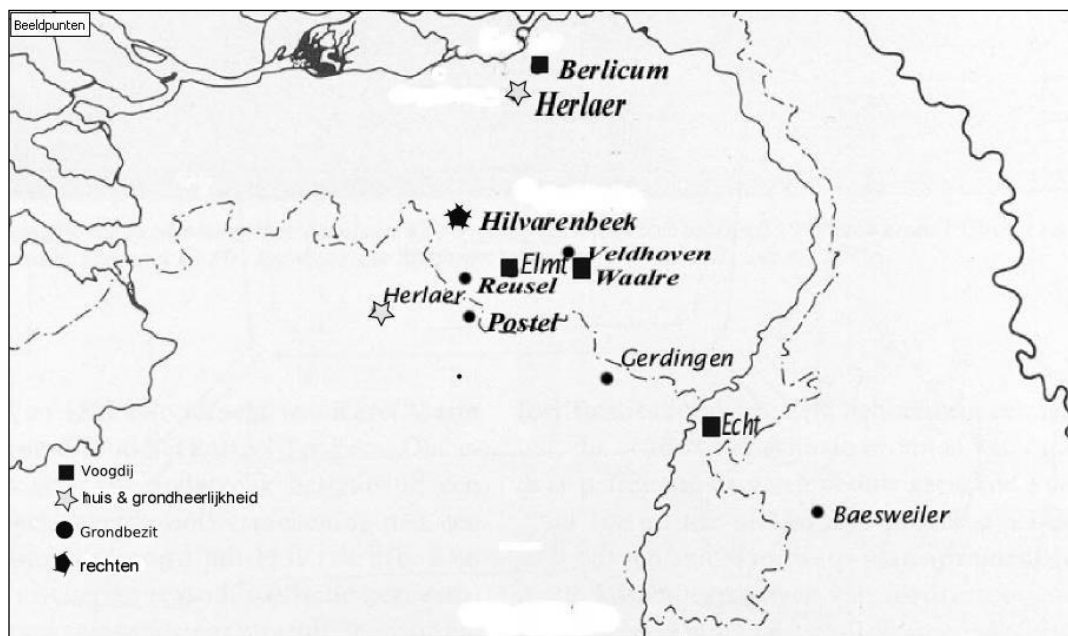 Beeldpunten
Berlicum
Herlaer
Hilvarenbeek
Veldhoven
Elmt
Waalre
Reusel
Herlaer
Postel
Gerdingen
Echt
Voogdij
huis & grondheerlijkheid
Baesweiler
Grondbezit
rechten